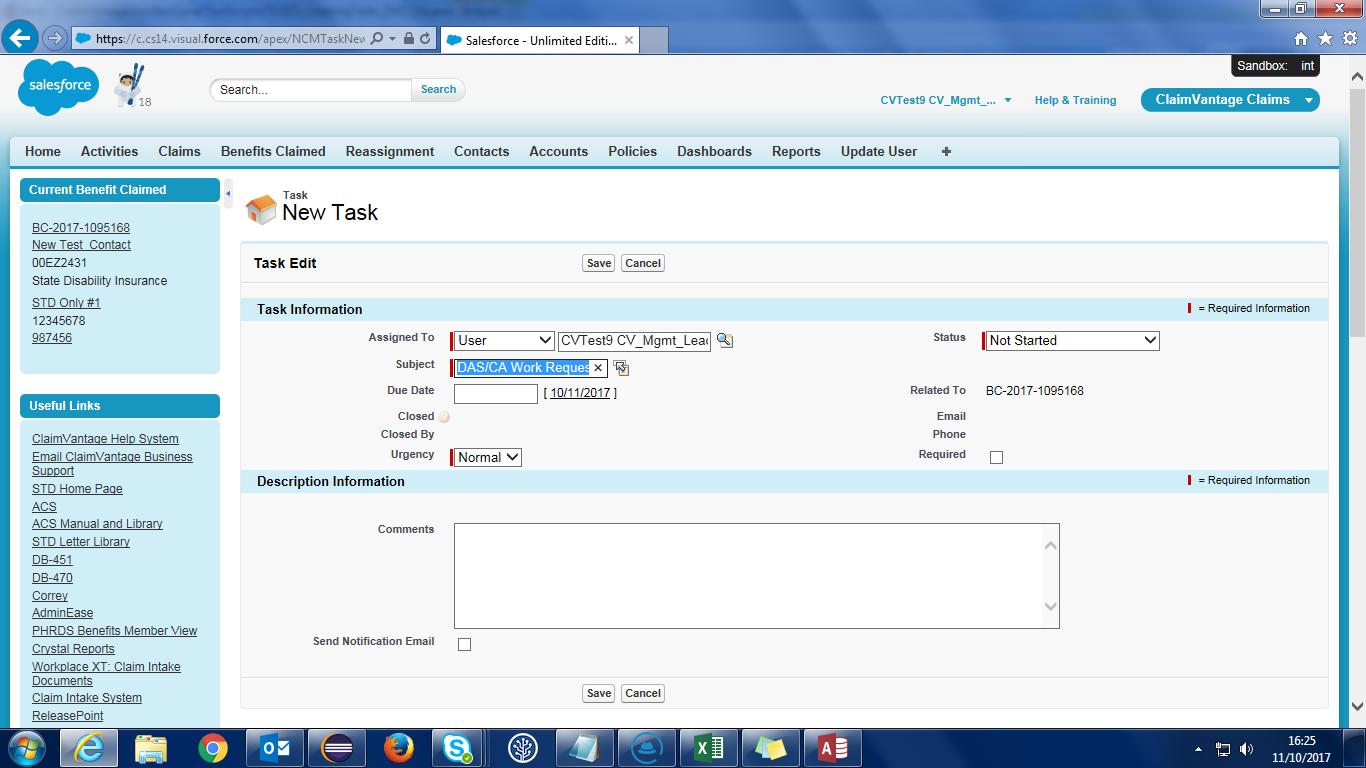 https://c.cs14.visual.force.com/apex/NCMTaskNew
Salesforce - Unlimited Editi...
Sandbox: int
salesforce
18
Search...
Search
CVTest9 CV_Mgmt_...
Help & Training
ClaimVantage Claims
Home Activities Claims Benefits Claimed Reassignment Contacts Accounts Policies Dashboards Reports Update User +
Current Benefit Claimed
BC-2017-1095168
New Test_Contact
00EZ2431
State Disability Insurance
STD Only #1
12345678
987456
Useful Links
ClaimVantage Help System
Email ClaimVantage Business
Support
STD Home Page
ACS
ACS Manual and Library
STD Letter Library
DB-451
DB-470
Correy
AdminEase
PHRDS Benefits Member View
Crystal Reports
Workplace XT: Claim Intake
Documents
Claim Intake System
ReleasePoint
Task
New Task
Task Edit Save Cancel
Task Information = Required Information
Assigned To User CVTest9 CV_Mgmt_Lead Status Not Started
Subject DAS/CA Work Reques
Due Date [ 10/11/2017 ] Related To BC-2017-1095168
Closed Email
Closed By Phone
Urgency Normal Required
Description Information = Required Information
Comments
Send Notification Email
Save Cancel
16:25
11/10/2017